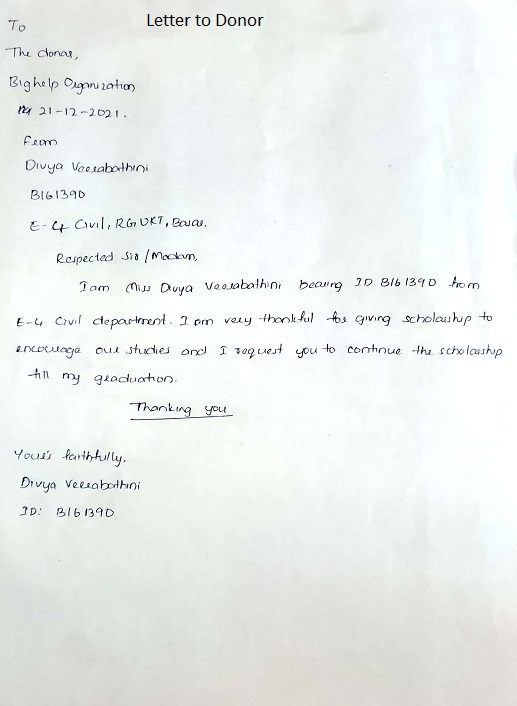 Letter to Donor
To
The donar,
Bighelp Organization
21-12-2021.
From
Divya Veerabathini
B161390
E-4 Civil, RGUKT, Basar.
Respected Sir/Madam,
I am Miss Divya Veerabathini bearing ID B161390 from
E-4 Civil department. I am very thankful for giving scholarship to
encourage our studies and I request you to continue the scholarship
till my graduation.
Thanking you
Your's faithfully,
Divya Veerabathini
ID: B161390